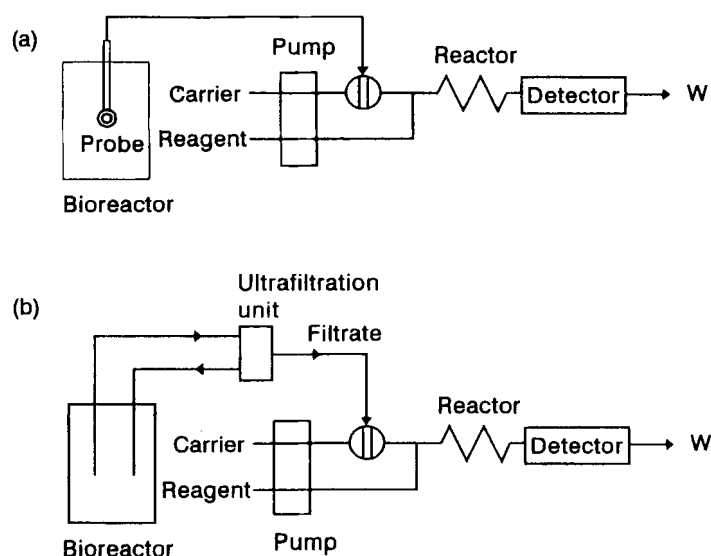 (a)
Pump
Reactor
Carrier
Detector
W
Probe
Reagent
Bioreactor
(b)
Ultrafiltration
unit
Filtrate
Reactor
Carrier
Detector
W
Reagent
Bioreactor
Pump